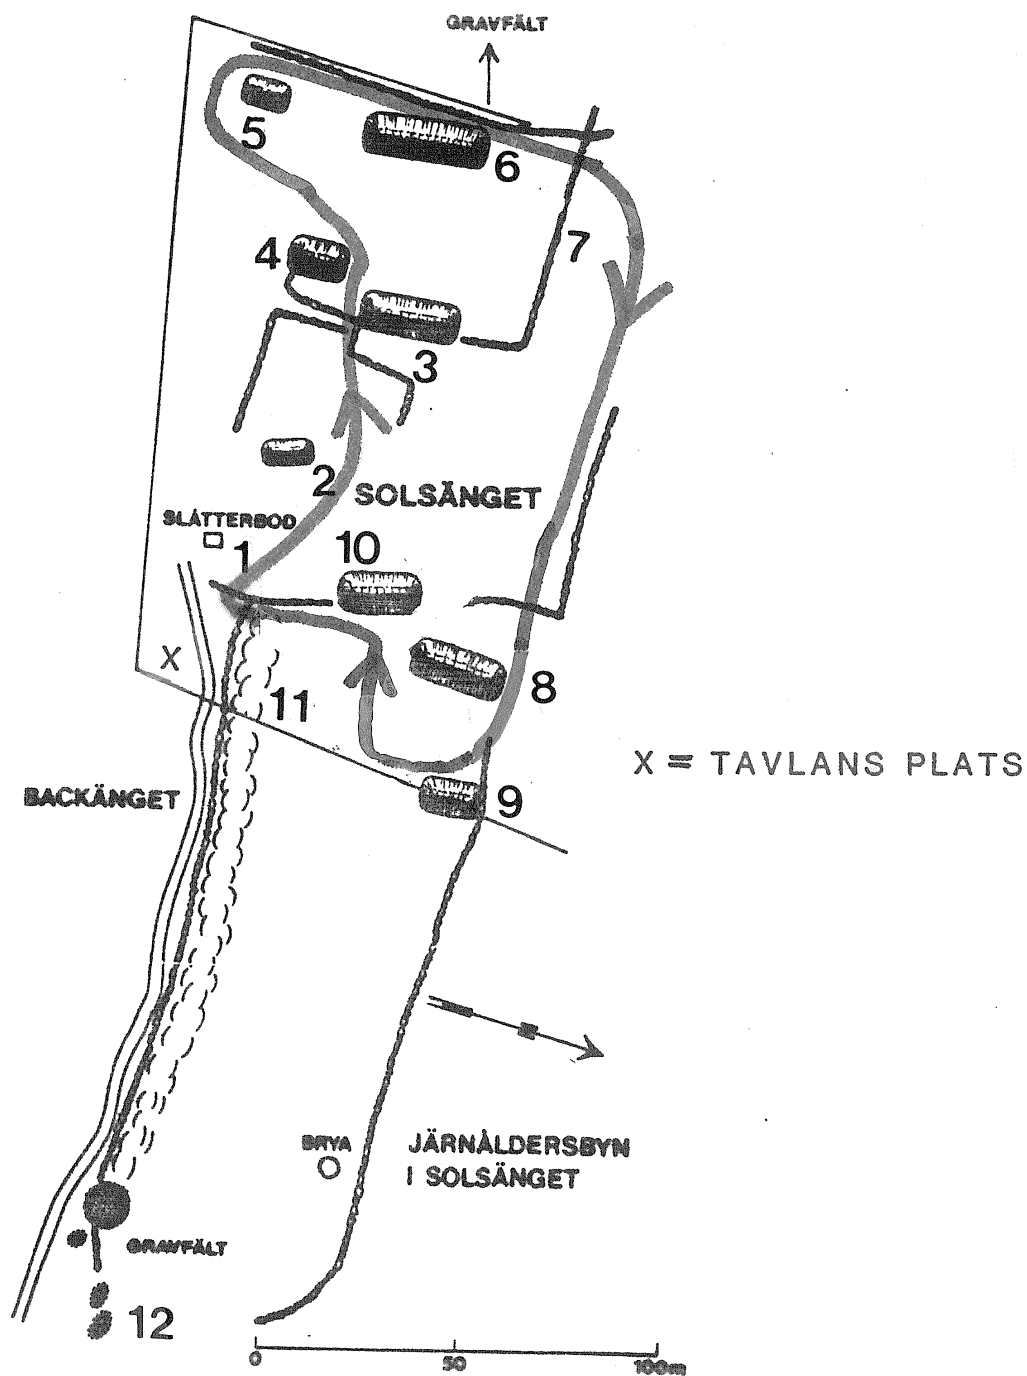 GRAVFÄLT
5
6
4
7
3
2
SOLSÄNGET
SLÅTTERBOD
1
10
X
8
11
X = TAVLANS PLATS
BACKÄNGET
9
BRYA
JÄRNÅLDERSBYN
I SOLSÄNGET
GRAVFÄLT
12
0
50
100m